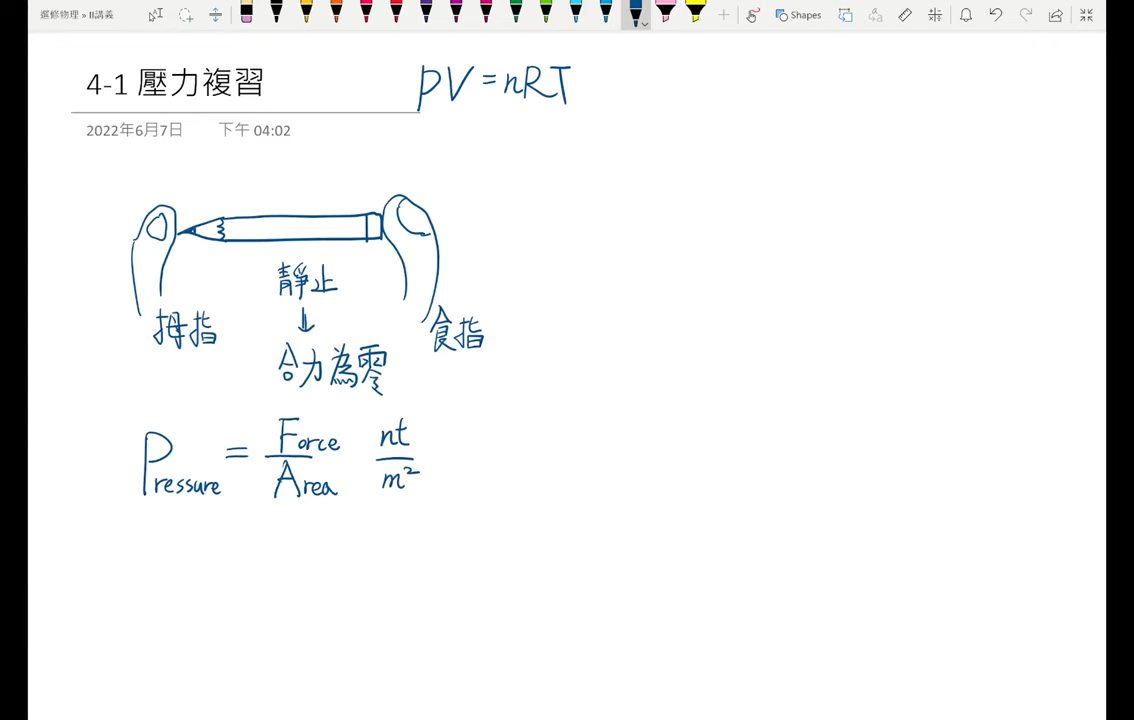 選修物理 » II講義
Shapes
4-1 壓力複習
PV=nRT
2022年6月7日 下午 04:02
靜止
拇指
食指
↓
合力為零
Pressure = Force/Area nt/m²